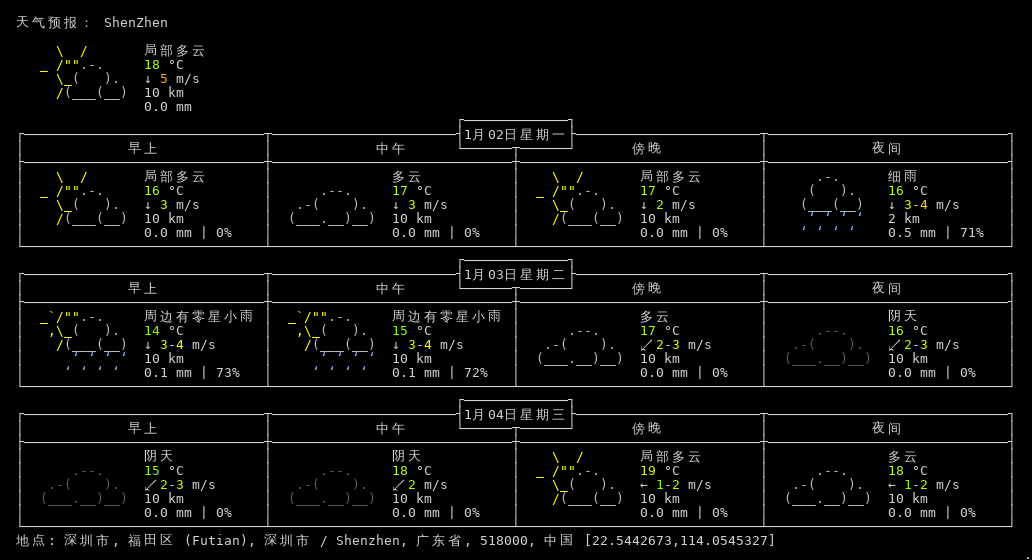 天气预报： ShenZhen
局部多云
18 °C
↓ 5 m/s
10 km
0.0 mm
1月02日星期一
早上 中午 傍晚 夜间
局部多云 多云 局部多云 细雨
16 °C 17 °C 17 °C 16 °C
↓ 3 m/s ↓ 3 m/s ↓ 2 m/s ↓ 3-4 m/s
10 km 10 km 10 km 2 km
0.0 mm | 0% 0.0 mm | 0% 0.0 mm | 0% 0.5 mm | 71%
1月03日星期二
早上 中午 傍晚 夜间
周边有零星小雨 周边有零星小雨 多云 阴天
14 °C 15 °C 17 °C 16 °C
↓ 3-4 m/s ↓ 3-4 m/s ↙ 2-3 m/s ↙ 2-3 m/s
10 km 10 km 10 km 10 km
0.1 mm | 73% 0.1 mm | 72% 0.0 mm | 0% 0.0 mm | 0%
1月04日星期三
早上 中午 傍晚 夜间
阴天 阴天 局部多云 多云
15 °C 18 °C 19 °C 18 °C
↙ 2-3 m/s ↙ 2 m/s ← 1-2 m/s ← 1-2 m/s
10 km 10 km 10 km 10 km
0.0 mm | 0% 0.0 mm | 0% 0.0 mm | 0% 0.0 mm | 0%
地点: 深圳市, 福田区 (Futian), 深圳市 / Shenzhen, 广东省, 518000, 中国 [22.5442673,114.0545327]